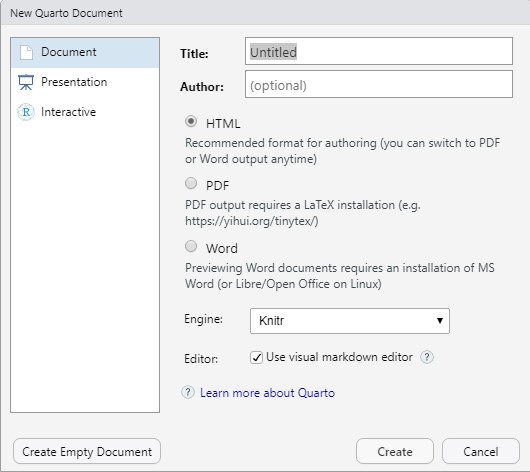 New Quarto Document
Document
Presentation
R Interactive
Title: Untitled
Author: (optional)
HTML
Recommended format for authoring (you can switch to PDF
or Word output anytime)
PDF
PDF output requires a LaTeX installation (e.g.
https://yihui.org/tinytex/)
Word
Previewing Word documents requires an installation of MS
Word (or Libre/Open Office on Linux)
Engine: Knitr
Editor: Use visual markdown editor ?
? Learn more about Quarto
Create Empty Document Create Cancel